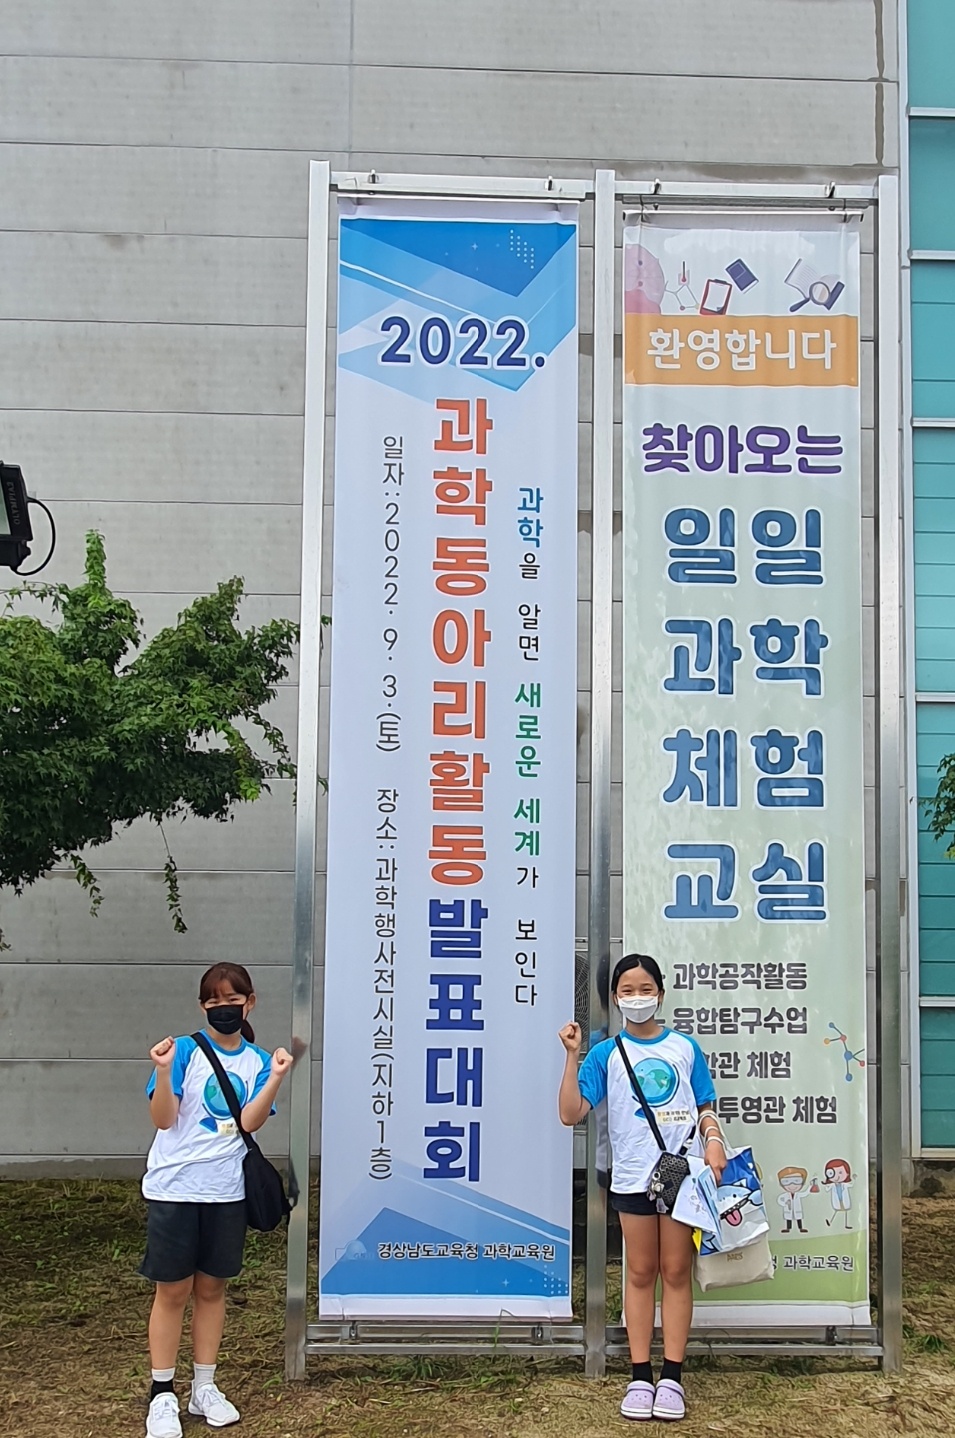 2022.
과학을 알면 새로운 세계가 보인다
과학동아리활동발표대회
일자:2022.9.3.(토) 장소:과학행사전시실(지하1층)
경상남도교육청 과학교육원
환영합니다
찾아오는
일일
과학
체험
교실
과학공작활동
융합탐구수업
관 체험
투영관 체험
과학교육원